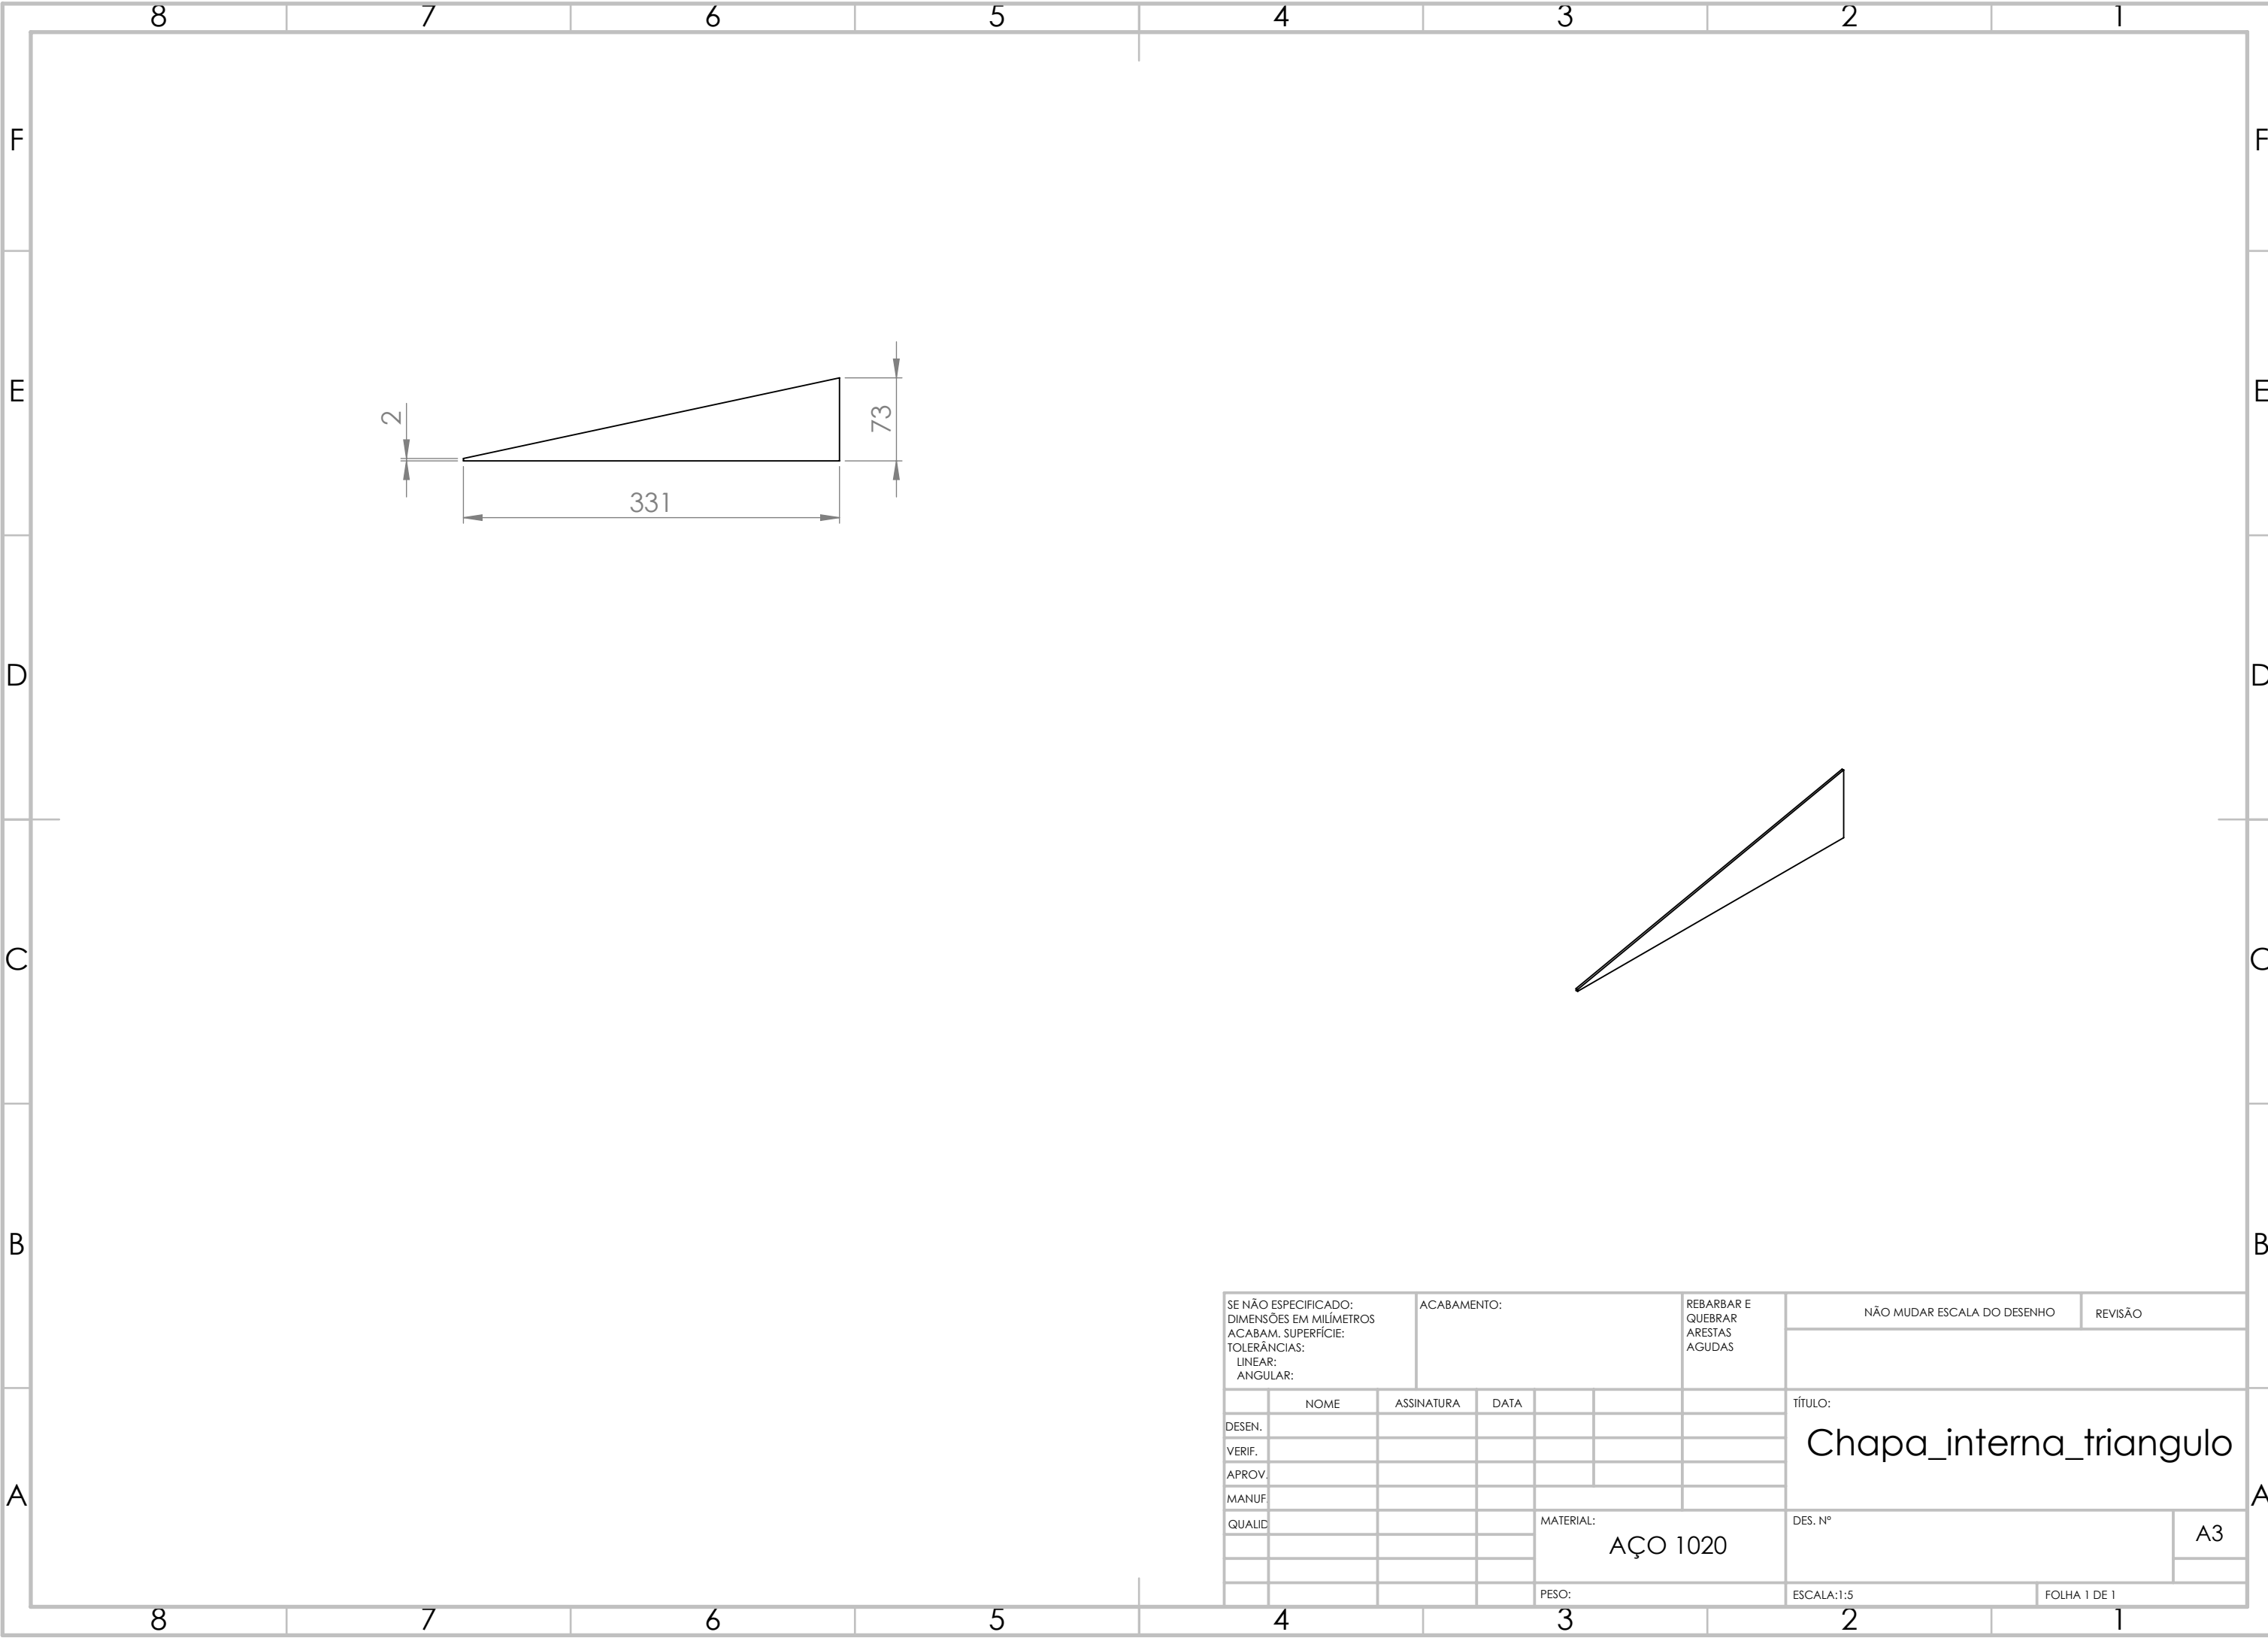 8 7 6 5 4 3 2 1
F F
E E
D D
C C
B B
A A
2
73
331
SE NÃO ESPECIFICADO:
DIMENSÕES EM MILÍMETROS
ACABAM. SUPERFÍCIE:
TOLERÂNCIAS:
LINEAR:
ANGULAR:
ACABAMENTO:
REBARBAR E
QUEBRAR
ARESTAS
AGUDAS
NÃO MUDAR ESCALA DO DESENHO
REVISÃO
NOME ASSINATURA DATA
DESEN.
VERIF.
APROV.
MANUF.
QUALID
TÍTULO:
Chapa_interna_triangulo
MATERIAL:
AÇO 1020
DES. Nº
A3
PESO:
ESCALA:1:5
FOLHA 1 DE 1
8 7 6 5 4 3 2 1